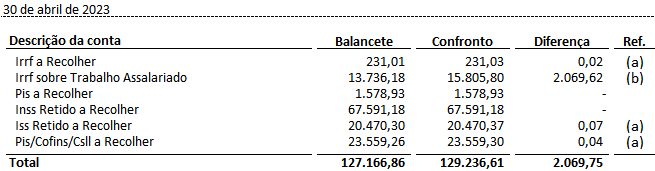 30 de abril de 2023
Descrição da conta Balancete Confronto Diferença Ref.
Irrf a Recolher 231,01 231,03 0,02 (a)
Irrf sobre Trabalho Assalariado 13.736,18 15.805,80 2.069,62 (b)
Pis a Recolher 1.578,93 1.578,93 -
Inss Retido a Recolher 67.591,18 67.591,18 -
Iss Retido a Recolher 20.470,30 20.470,37 0,07 (a)
Pis/Cofins/Csll a Recolher 23.559,26 23.559,30 0,04 (a)
Total 127.166,86 129.236,61 2.069,75